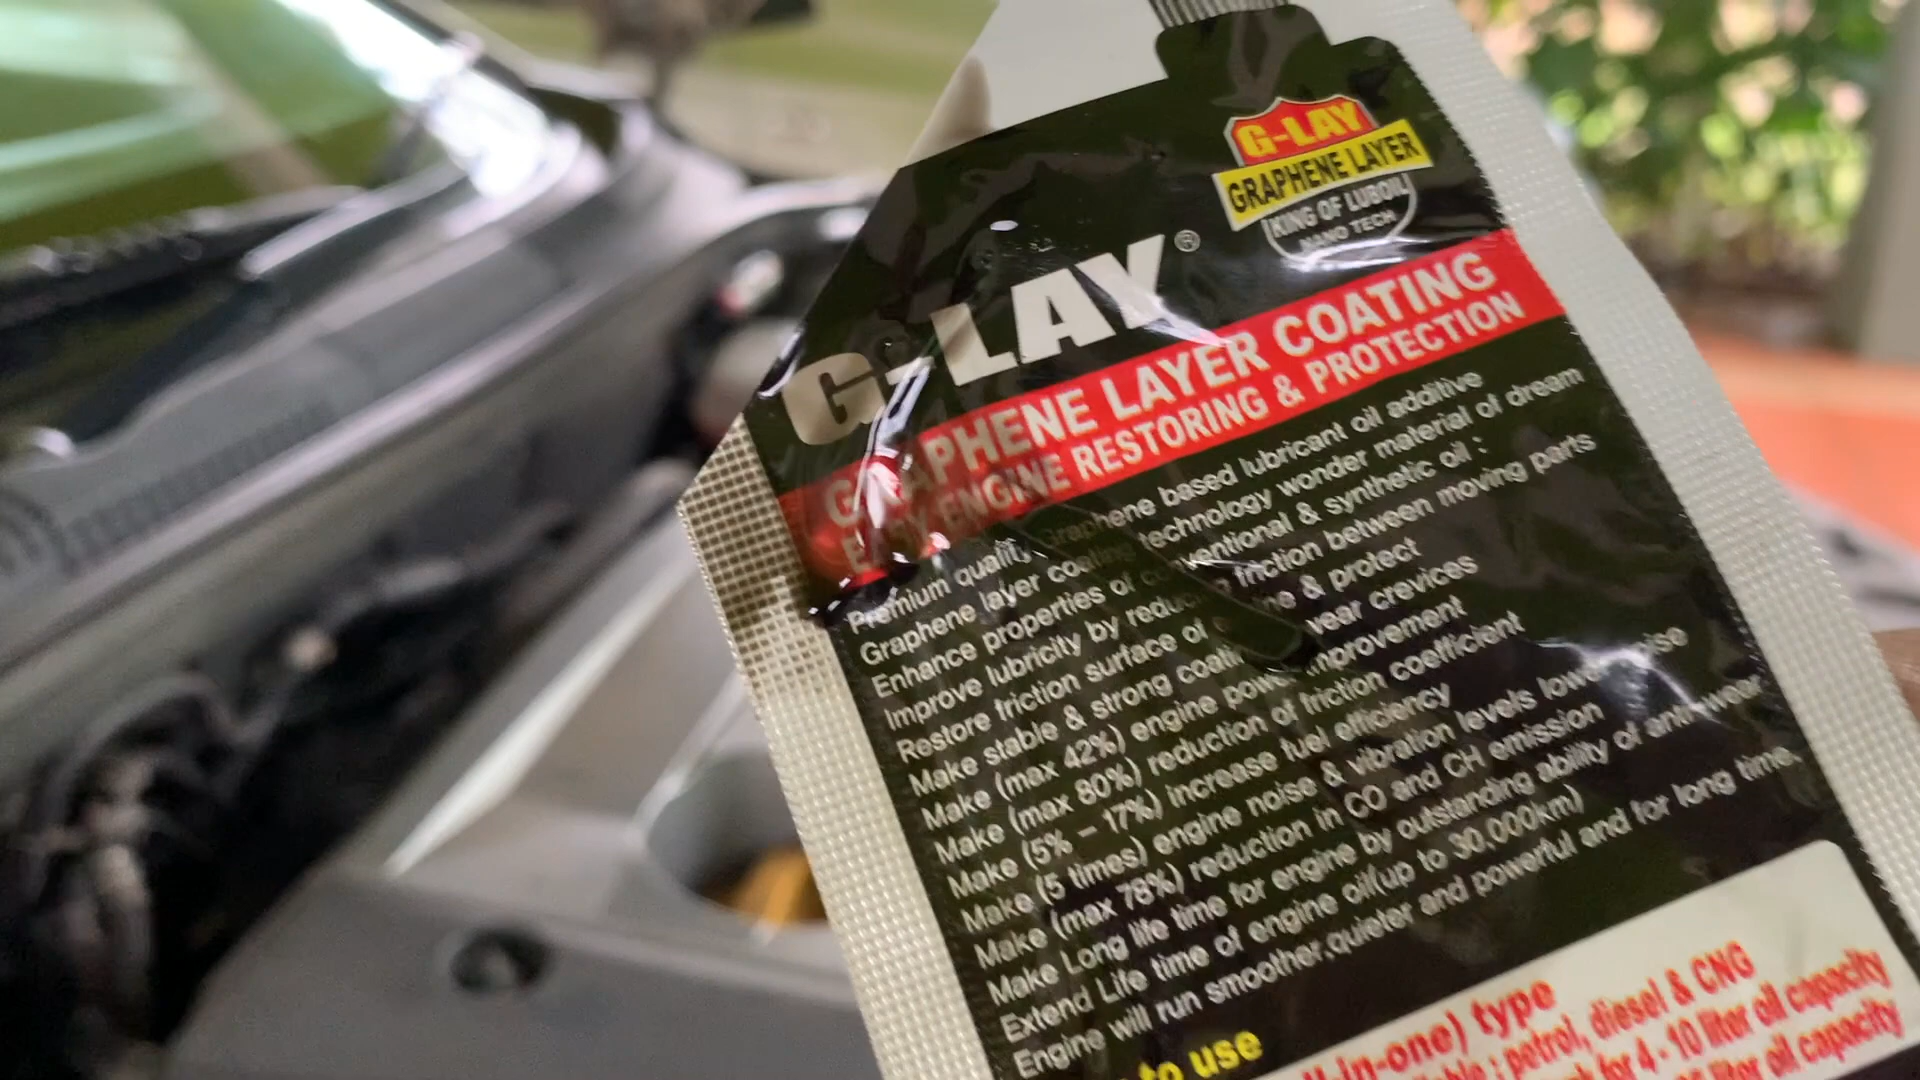 G-LAY
GRAPHENE LAYER
KING OF LUBOIL
NANO TECH
G-LAY®
GRAPHENE LAYER COATING
EASY ENGINE RESTORING & PROTECTION
Premium quality graphene based lubricant oil additive
Graphene layer coating technology wonder material of dream
Enhance properties of conventional & synthetic oil :
Improve lubricity by reducing friction between moving parts
Restore friction surface of engine & protect
Make stable & strong coating wear crevices
Make (max 42%) engine power improvement
Make (max 80%) reduction of friction coefficient
Make (5% – 17%) increase fuel efficiency
Make (5 times) engine noise & vibration levels lower noise
Make (max 78%) reduction in CO and CH emission
Make Long life time for engine by outstanding ability of anti wear
Extend Life time of engine oil(up to 30,000km)
Engine will run smoother,quieter and powerful and for long time.
to use
-in-one) type
: petrol, diesel & CNG
for 4 - 10 liter oil capacity
liter oil capacity